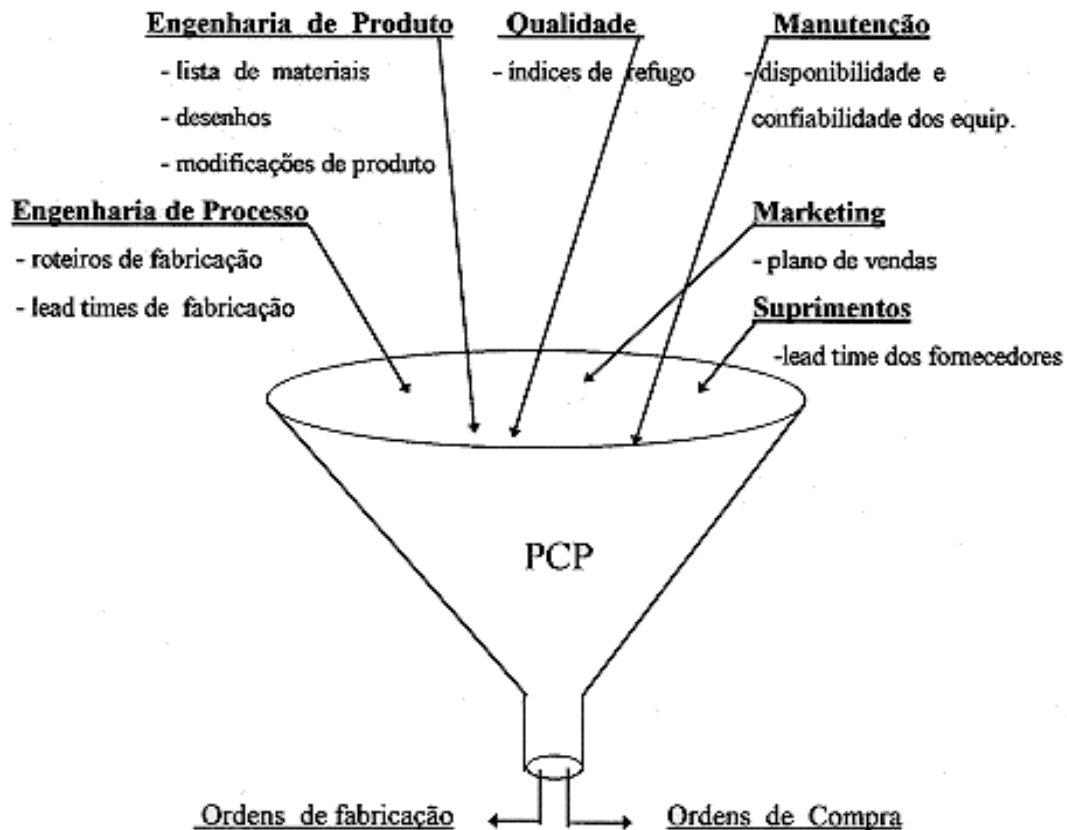 Engenharia de Produto
- lista de materiais
- desenhos
- modificações de produto
Qualidade
- índices de refugo
Manutenção
- disponibilidade e
confiabilidade dos equip.
Engenharia de Processo
- roteiros de fabricação
- lead times de fabricação
Marketing
- plano de vendas
Suprimentos
-lead time dos fornecedores
PCP
Ordens de fabricação
Ordens de Compra